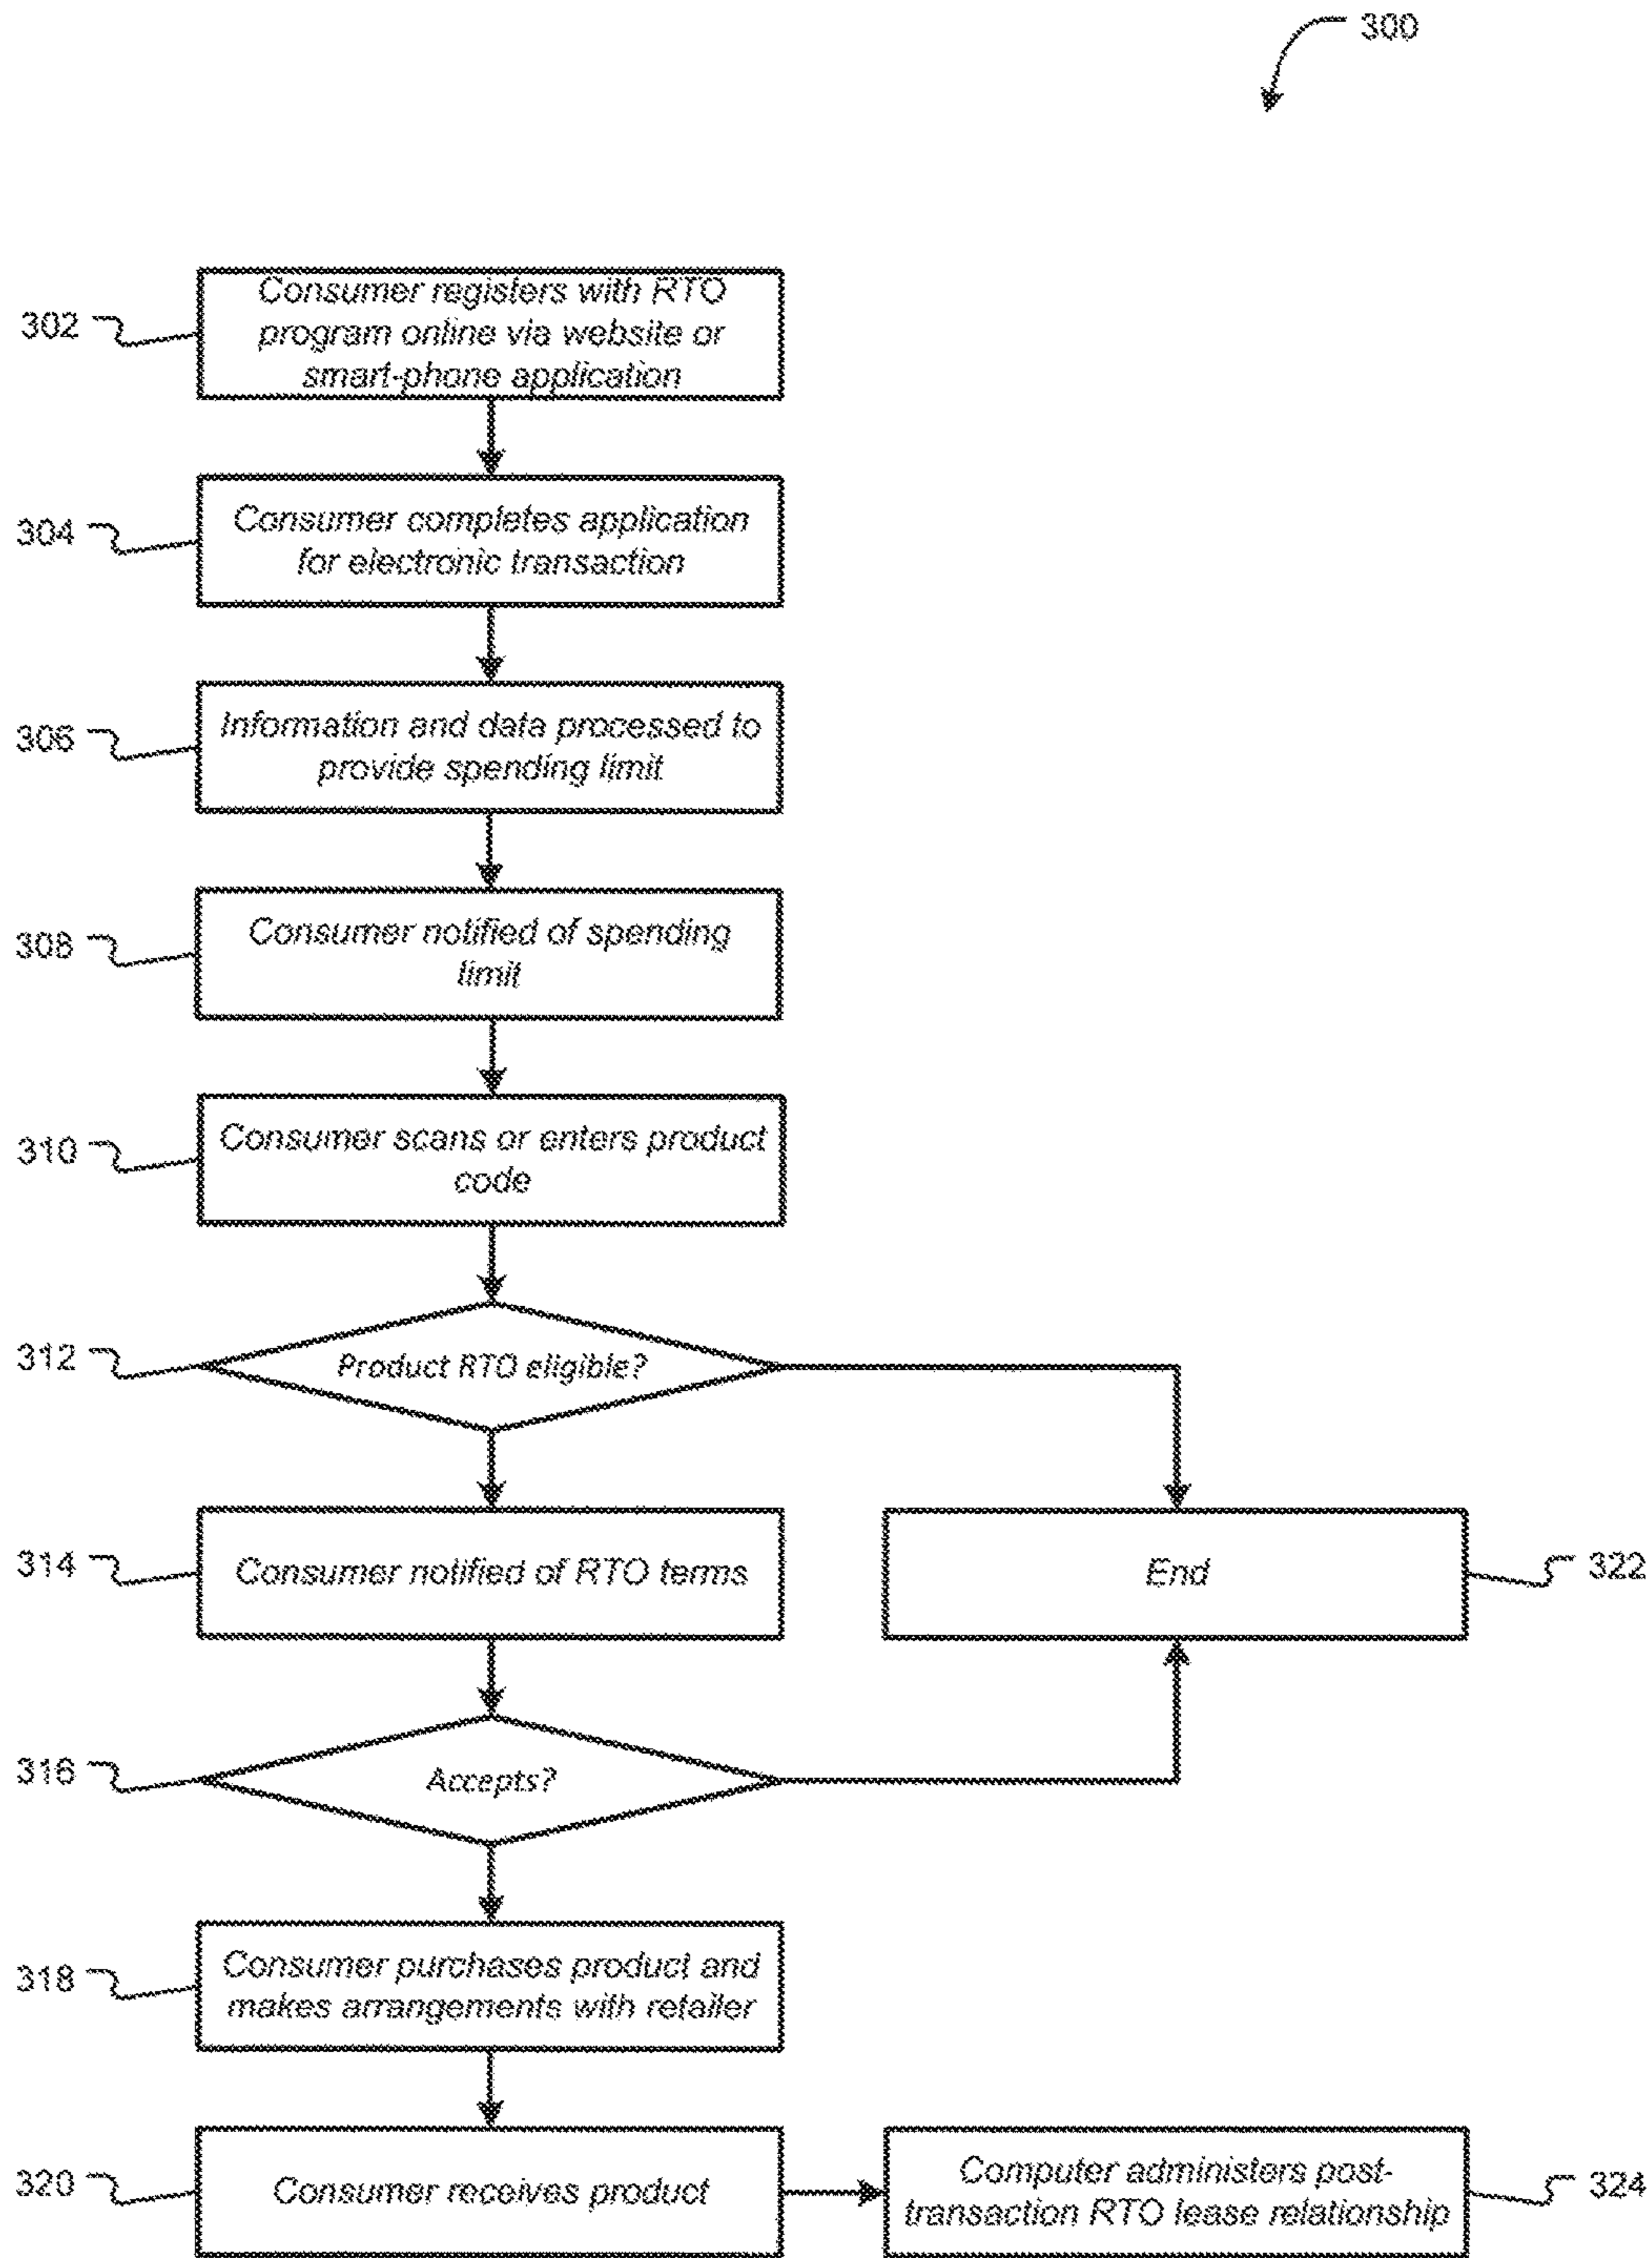 300
302
Consumer registers with RTO
program online via website or
smart-phone application
304
Consumer completes application
for electronic transaction
306
Information and data processed to
provide spending limit
308
Consumer notified of spending
limit
310
Consumer scans or enters product
code
312
Product RTO eligible?
314
Consumer notified of RTO terms
End
322
316
Accepts?
318
Consumer purchases product and
makes arrangements with retailer
320
Consumer receives product
Computer administers post-
transaction RTO lease relationship
324